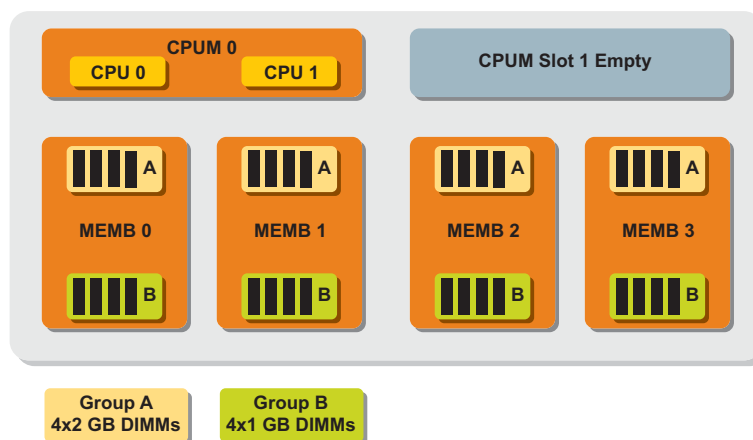 CPUM 0
CPU 0 CPU 1
CPUM Slot 1 Empty
A A A A
MEMB 0 MEMB 1 MEMB 2 MEMB 3
B B B B
Group A
4x2 GB DIMMs
Group B
4x1 GB DIMMs